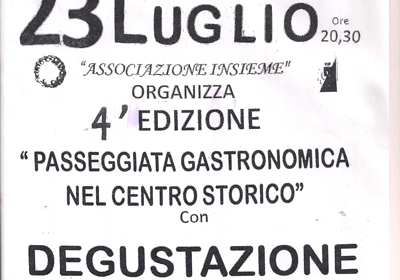 23 LUGLIO Ore 20,30
"ASSOCIAZIONE INSIEME"
ORGANIZZA
4' EDIZIONE
" PASSEGGIATA GASTRONOMICA
NEL CENTRO STORICO"
Con
DEGUSTAZIONE